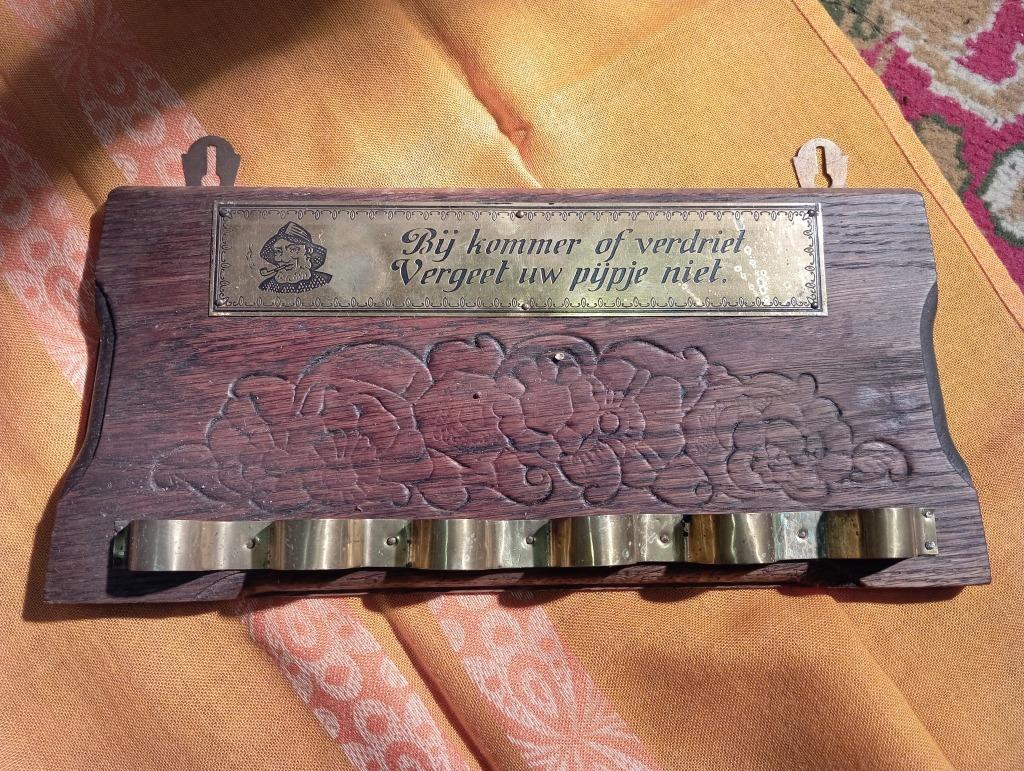 Bij kommer of verdriet
Vergeet uw pijpje niet.